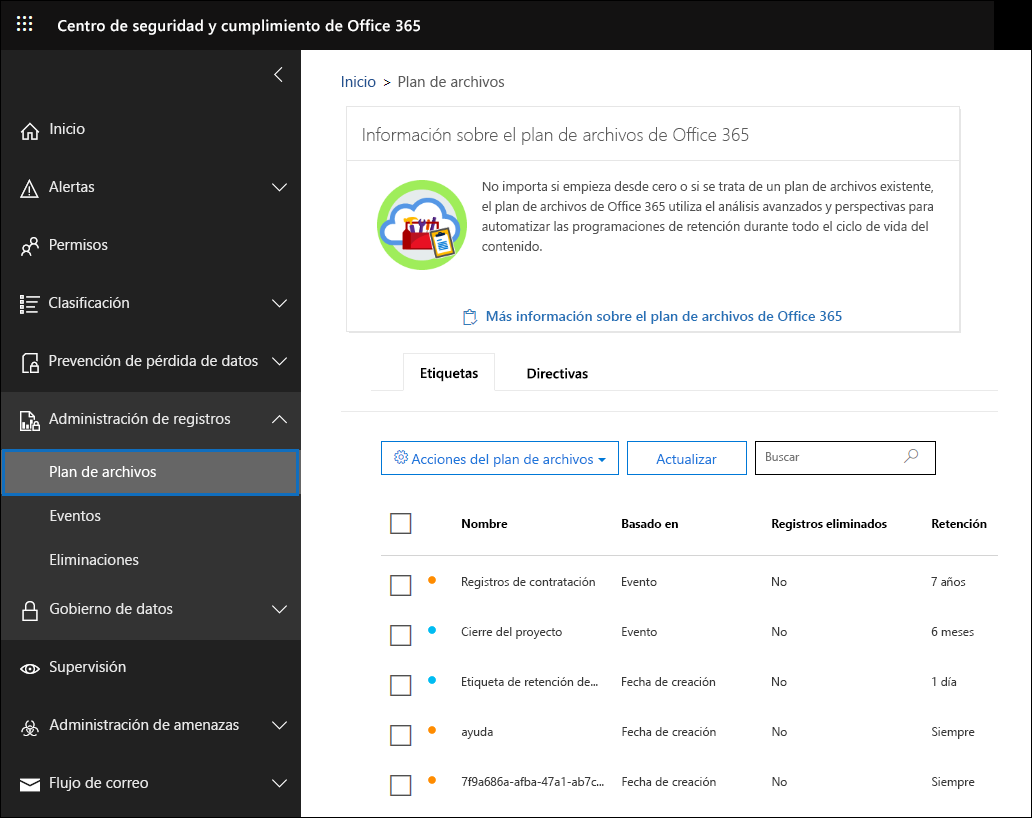 Centro de seguridad y cumplimiento de Office 365
Inicio
Alertas
Permisos
Clasificación
Prevención de pérdida de datos
Administración de registros
Plan de archivos
Eventos
Eliminaciones
Gobierno de datos
Supervisión
Administración de amenazas
Flujo de correo
Inicio > Plan de archivos
Información sobre el plan de archivos de Office 365
No importa si empieza desde cero o si se trata de un plan de archivos existente,
el plan de archivos de Office 365 utiliza el análisis avanzados y perspectivas para
automatizar las programaciones de retención durante todo el ciclo de vida del
contenido.
Más información sobre el plan de archivos de Office 365
Etiquetas Directivas
Acciones del plan de archivos Actualizar Buscar
Nombre Basado en Registros eliminados Retención
Registros de contratación Evento No 7 años
Cierre del proyecto Evento No 6 meses
Etiqueta de retención de... Fecha de creación No 1 día
ayuda Fecha de creación No Siempre
7f9a686a-afba-47a1-ab7c... Fecha de creación No Siempre